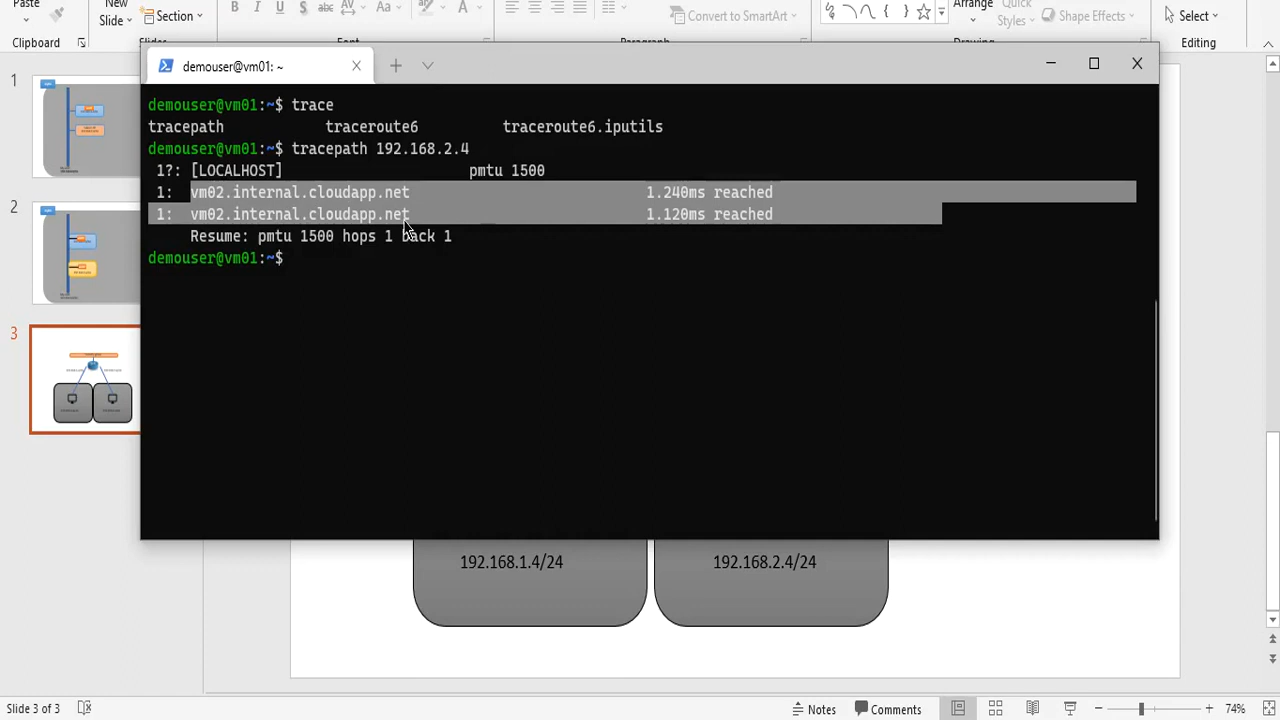 Paste
New
Slide
Section
Convert to SmartArt
Arrange
Quick
Styles
Shape Effects
Select
Clipboard
Slides
Font
Paragraph
Drawing
Editing
demouser@vm01: ~
demouser@vm01:~$ trace
tracepath traceroute6 traceroute6.iputils
demouser@vm01:~$ tracepath 192.168.2.4
1?: [LOCALHOST] pmtu 1500
1: vm02.internal.cloudapp.net 1.240ms reached
1: vm02.internal.cloudapp.net 1.120ms reached
Resume: pmtu 1500 hops 1 back 1
demouser@vm01:~$
1
2
3
192.168.1.4/24
192.168.2.4/24
Slide 3 of 3
Notes
Comments
74%